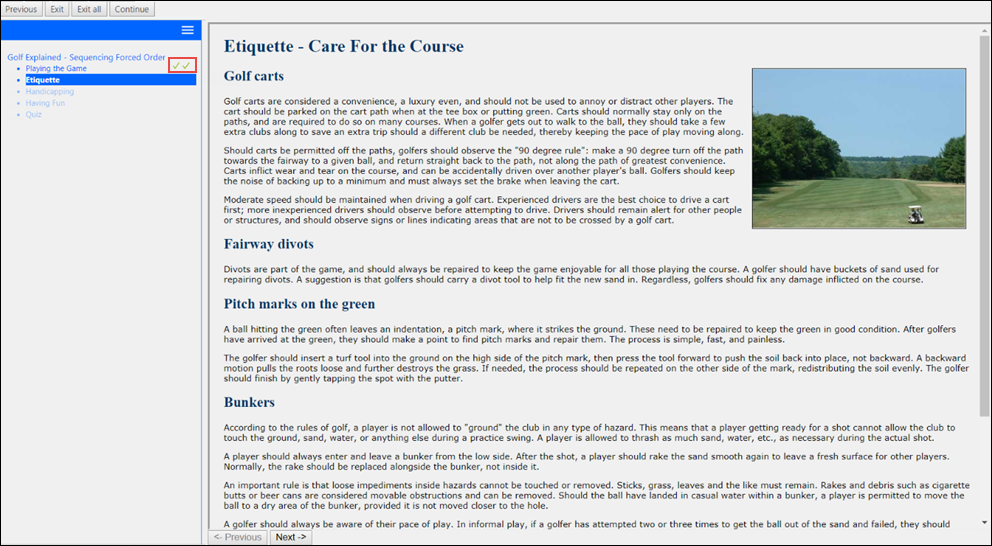 Previous Exit Exit all Continue
Golf Explained - Sequencing Forced Order
Playing the Game
Etiquette
Handicapping
Having Fun
Quiz
Etiquette - Care For the Course
Golf carts
Golf carts are considered a convenience, a luxury even, and should not be used to annoy or distract other players. The
cart should be parked on the cart path when at the tee box or putting green. Carts should normally stay only on the
paths, and are required to do so on many courses. When a golfer gets out to walk to the ball, they should take a few
extra clubs along to save an extra trip should a different club be needed, thereby keeping the pace of play moving along.
Should carts be permitted off the paths, golfers should observe the "90 degree rule": make a 90 degree turn off the path
towards the fairway to a given ball, and return straight back to the path, not along the path of greatest convenience.
Carts inflict wear and tear on the course, and can be accidentally driven over another player's ball. Golfers should keep
the noise of backing up to a minimum and must always set the brake when leaving the cart.
Moderate speed should be maintained when driving a golf cart. Experienced drivers are the best choice to drive a cart
first; more inexperienced drivers should observe before attempting to drive. Drivers should remain alert for other people
or structures, and should observe signs or lines indicating areas that are not to be crossed by a golf cart.
Fairway divots
Divots are part of the game, and should always be repaired to keep the game enjoyable for all those playing the course. A golfer should have buckets of sand used for
repairing divots. A suggestion is that golfers should carry a divot tool to help fit the new sand in. Regardless, golfers should fix any damage inflicted on the course.
Pitch marks on the green
A ball hitting the green often leaves an indentation, a pitch mark, where it strikes the ground. These need to be repaired to keep the green in good condition. After golfers
have arrived at the green, they should make a point to find pitch marks and repair them. The process is simple, fast, and painless.
The golfer should insert a turf tool into the ground on the high side of the pitch mark, then press the tool forward to push the soil back into place, not backward. A backward
motion pulls the roots loose and further destroys the grass. If needed, the process should be repeated on the other side of the mark, redistributing the soil evenly. The golfer
should finish by gently tapping the spot with the putter.
Bunkers
According to the rules of golf, a player is not allowed to "ground" the club in any type of hazard. This means that a player getting ready for a shot cannot allow the club to
touch the ground, sand, water, or anything else during a practice swing. A player is allowed to thrash as much sand, water, etc., as necessary during the actual shot.
A player should always enter and leave a bunker from the low side. After the shot, a player should rake the sand smooth again to leave a fresh surface for other players.
Normally, the rake should be replaced alongside the bunker, not inside it.
An important rule is that loose impediments inside hazards cannot be touched or removed. Sticks, grass, leaves and the like must remain. Rakes and debris such as cigarette
butts or beer cans are considered movable obstructions and can be removed. Should the ball have landed in casual water within a bunker, a player is permitted to move the
ball to a dry area of the bunker, provided it is not moved closer to the hole.
A golfer should always be aware of their pace of play. In informal play, if a golfer has attempted two or three times to get the ball out of the sand and failed, they should
<- Previous Next ->